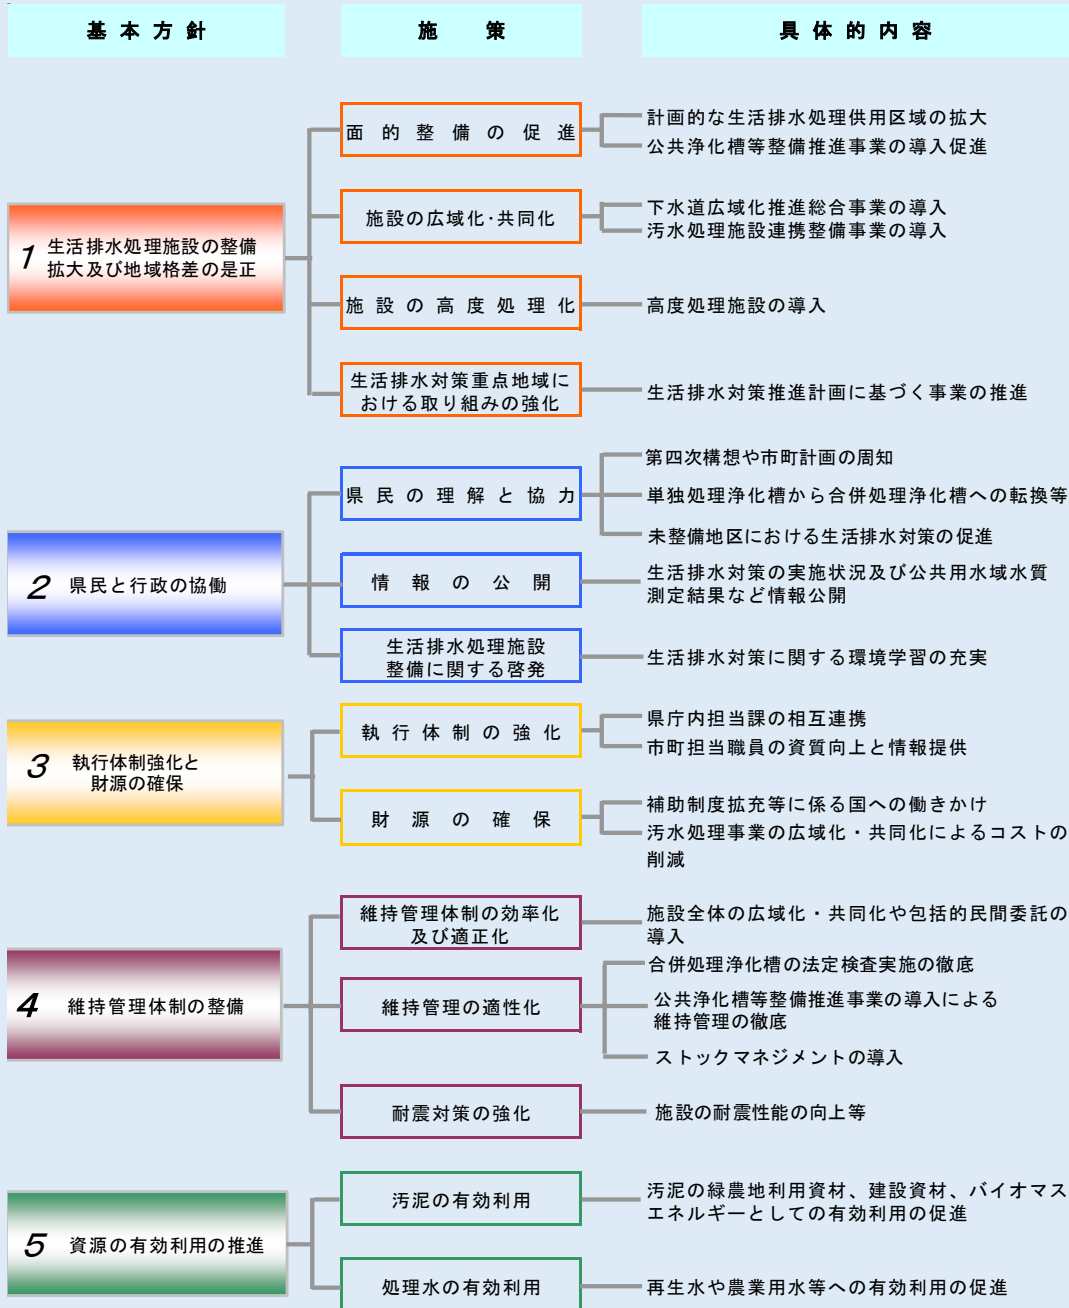 基本方針
施策
具体的内容
1 生活排水処理施設の整備
拡大及び地域格差の是正
面的整備の促進
計画的な生活排水処理供用区域の拡大
公共浄化槽等整備推進事業の導入促進
施設の広域化・共同化
下水道広域化推進総合事業の導入
汚水処理施設連携整備事業の導入
施設の高度処理化
高度処理施設の導入
生活排水対策重点地域に
おける取り組みの強化
生活排水対策推進計画に基づく事業の推進
2 県民と行政の協働
県民の理解と協力
第四次構想や市町計画の周知
単独処理浄化槽から合併処理浄化槽への転換等
未整備地区における生活排水対策の促進
情報の公開
生活排水対策の実施状況及び公共用水域水質
測定結果など情報公開
生活排水処理施設
整備に関する啓発
生活排水対策に関する環境学習の充実
3 執行体制強化と
財源の確保
執行体制の強化
県庁内担当課の相互連携
市町担当職員の資質向上と情報提供
財源の確保
補助制度拡充等に係る国への働きかけ
汚水処理事業の広域化・共同化によるコストの
削減
4 維持管理体制の整備
維持管理体制の効率化
及び適正化
施設全体の広域化・共同化や包括的民間委託の
導入
維持管理の適性化
合併処理浄化槽の法定検査実施の徹底
公共浄化槽等整備推進事業の導入による
維持管理の徹底
ストックマネジメントの導入
耐震対策の強化
施設の耐震性能の向上等
5 資源の有効利用の推進
汚泥の有効利用
汚泥の緑農地利用資材、建設資材、バイオマス
エネルギーとしての有効利用の促進
処理水の有効利用
再生水や農業用水等への有効利用の促進